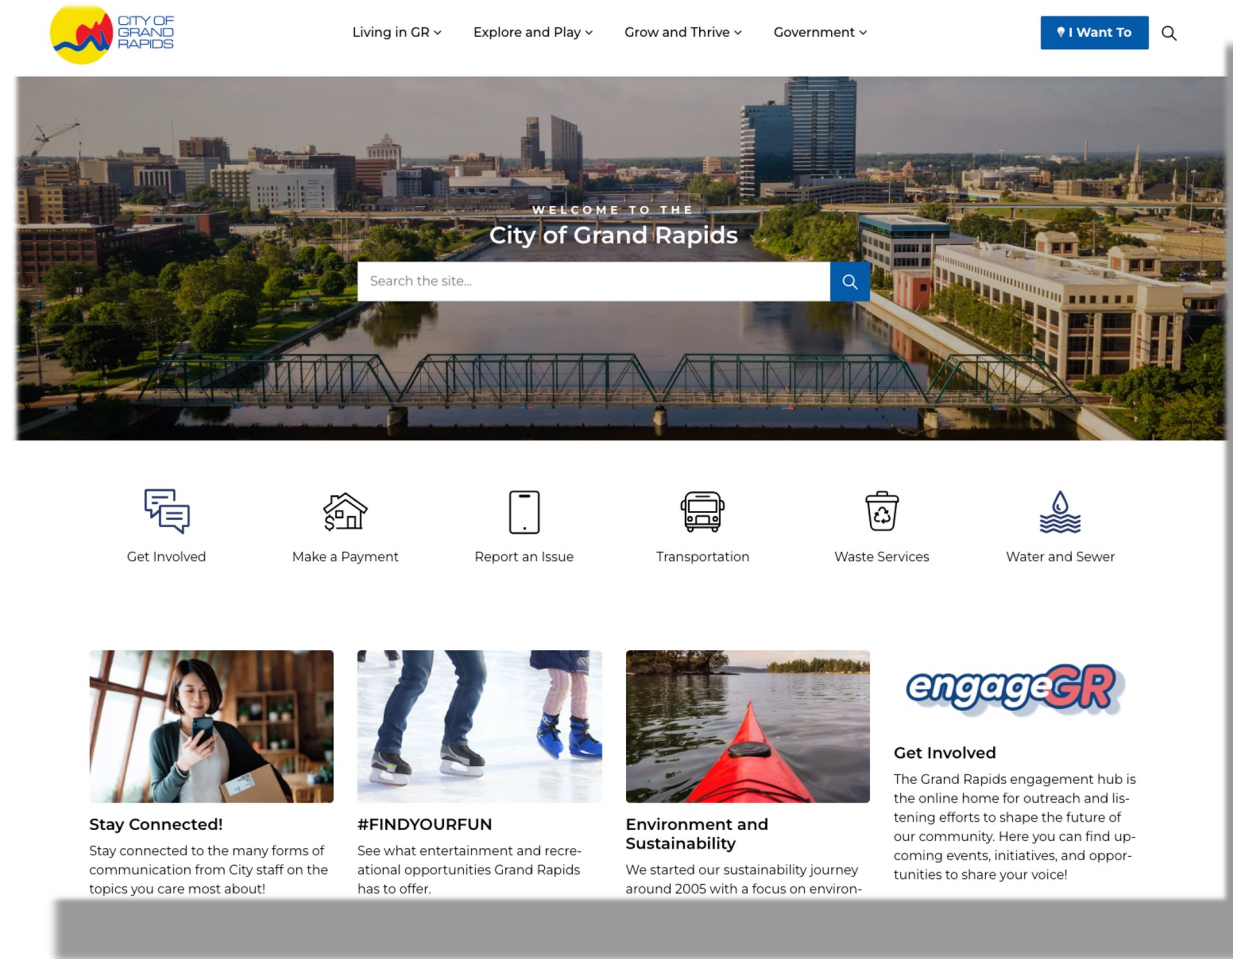 CITY OF
GRAND
RAPIDS
Living in GR
Explore and Play
Grow and Thrive
Government
I Want To
WELCOME TO THE
City of Grand Rapids
Search the site...
Get Involved
Make a Payment
Report an Issue
Transportation
Waste Services
Water and Sewer
Stay Connected!
Stay connected to the many forms of
communication from City staff on the
topics you care most about!
#FINDYOURFUN
See what entertainment and recre-
ational opportunities Grand Rapids
has to offer.
Environment and
Sustainability
We started our sustainability journey
around 2005 with a focus on environ-
engageGR
Get Involved
The Grand Rapids engagement hub is
the online home for outreach and lis-
tening efforts to shape the future of
our community. Here you can find up-
coming events, initiatives, and oppor-
tunities to share your voice!